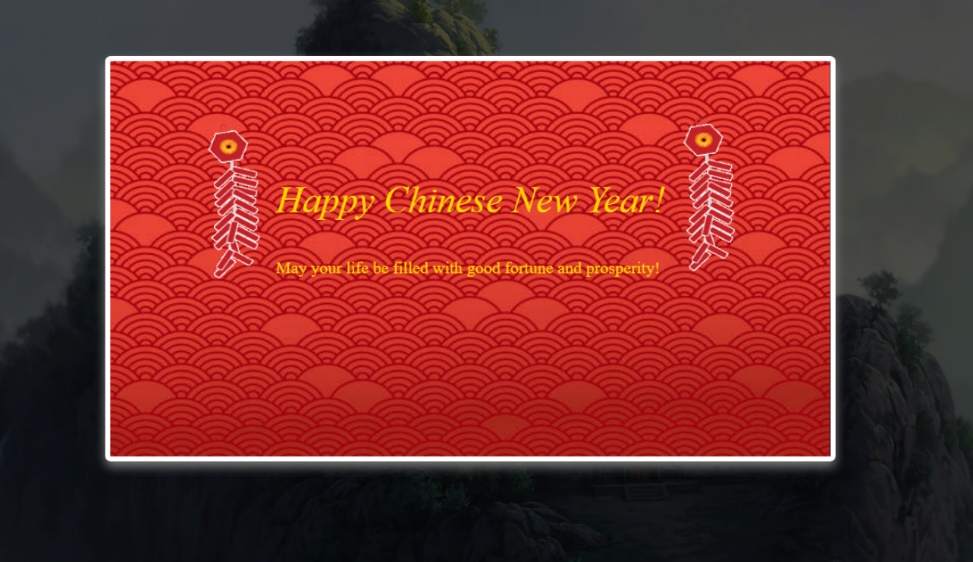 Happy Chinese New Year!
May your life be filled with good fortune and prosperity!